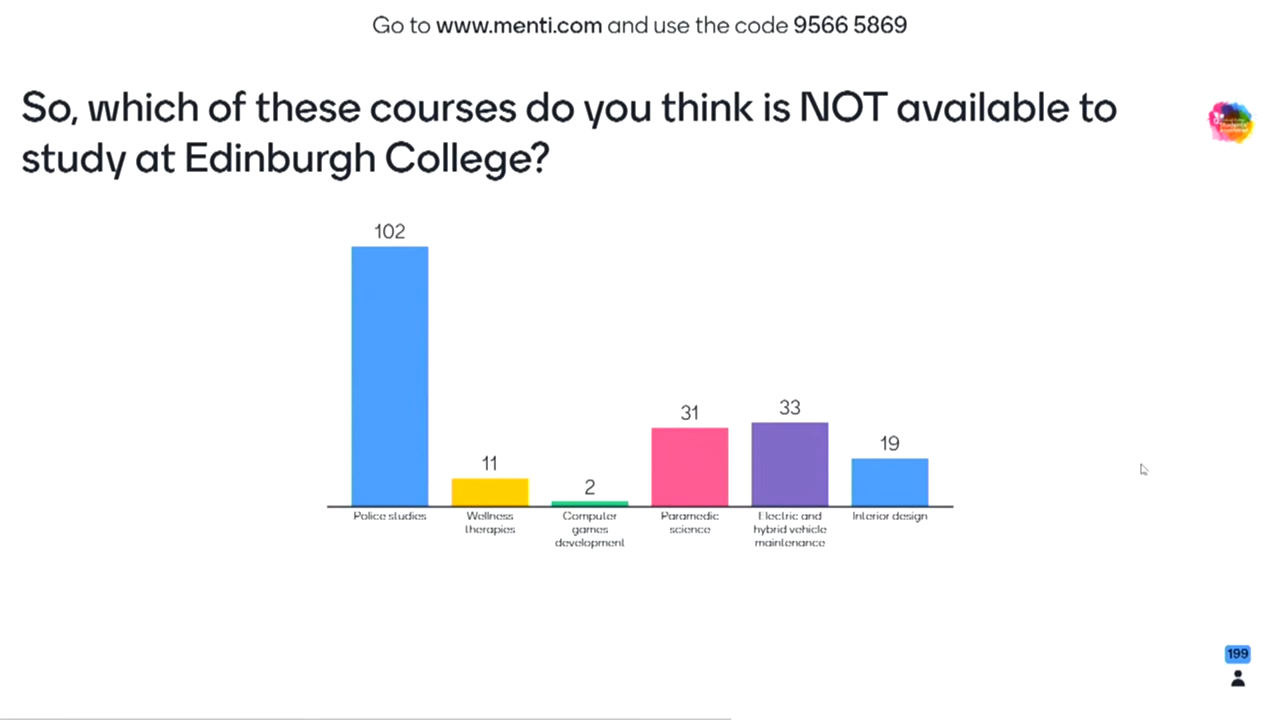 Go to www.menti.com and use the code 9566 5869
So, which of these courses do you think is NOT available to
study at Edinburgh College?
102
11
2
31
33
19
Police studies
Wellness
therapies
Computer
games
development
Paramedic
science
Electric and
hybrid vehicle
maintenance
Interior design
199